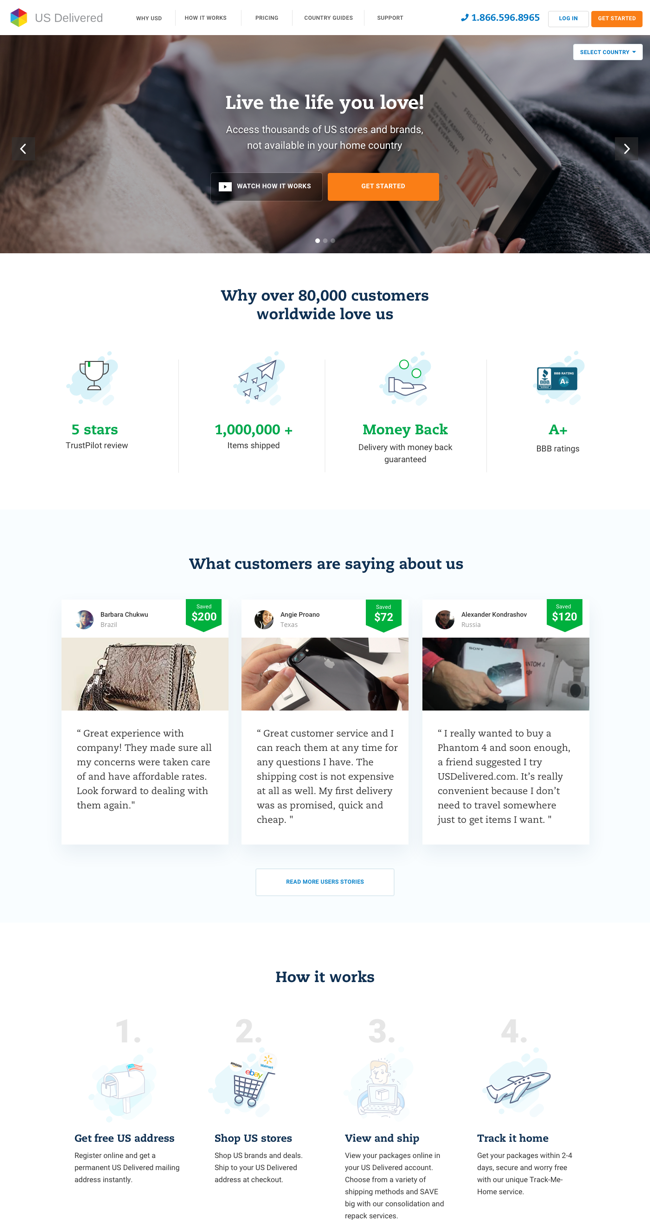 US Delivered
WHY USD
HOW IT WORKS
PRICING
COUNTRY GUIDES
SUPPORT
1.866.596.8965
LOG IN
GET STARTED
SELECT COUNTRY
FREESTYLE
Live the life you love!
Access thousands of US stores and brands,
not available in your home country
WATCH HOW IT WORKS
GET STARTED
Why over 80,000 customers
worldwide love us
BBB RATING
A+
5 stars
TrustPilot review
1,000,000 +
Items shipped
Money Back
Delivery with money back
guaranteed
A+
BBB ratings
What customers are saying about us
Barbara Chukwu
Brazil
Saved
$200
“ Great experience with
company! They made sure all
my concerns were taken care
of and have affordable rates.
Look forward to dealing with
them again.”
Angie Proano
Texas
Saved
$72
“ Great customer service and I
can reach them at any time for
any questions I have. The
shipping cost is not expensive
at all as well. My first delivery
was as promised, quick and
cheap. ”
Alexander Kondrashov
Russia
Saved
$120
SONY
“ I really wanted to buy a
Phantom 4 and soon enough,
a friend suggested I try
USDelivered.com. It’s really
convenient because I don’t
need to travel somewhere
just to get items I want. ”
READ MORE USERS STORIES
How it works
1.
Get free US address
Register online and get a
permanent US Delivered mailing
address instantly.
2.
Walmart
ebay
Shop US stores
Shop US brands and deals.
Ship to your US Delivered
address at checkout.
3.
View and ship
View your packages online in
your US Delivered account.
Choose from a variety of
shipping methods and SAVE
big with our consolidation and
repack services.
4.
Track it home
Get your packages within 2-4
days, secure and worry free
with our unique Track-Me-
Home service.